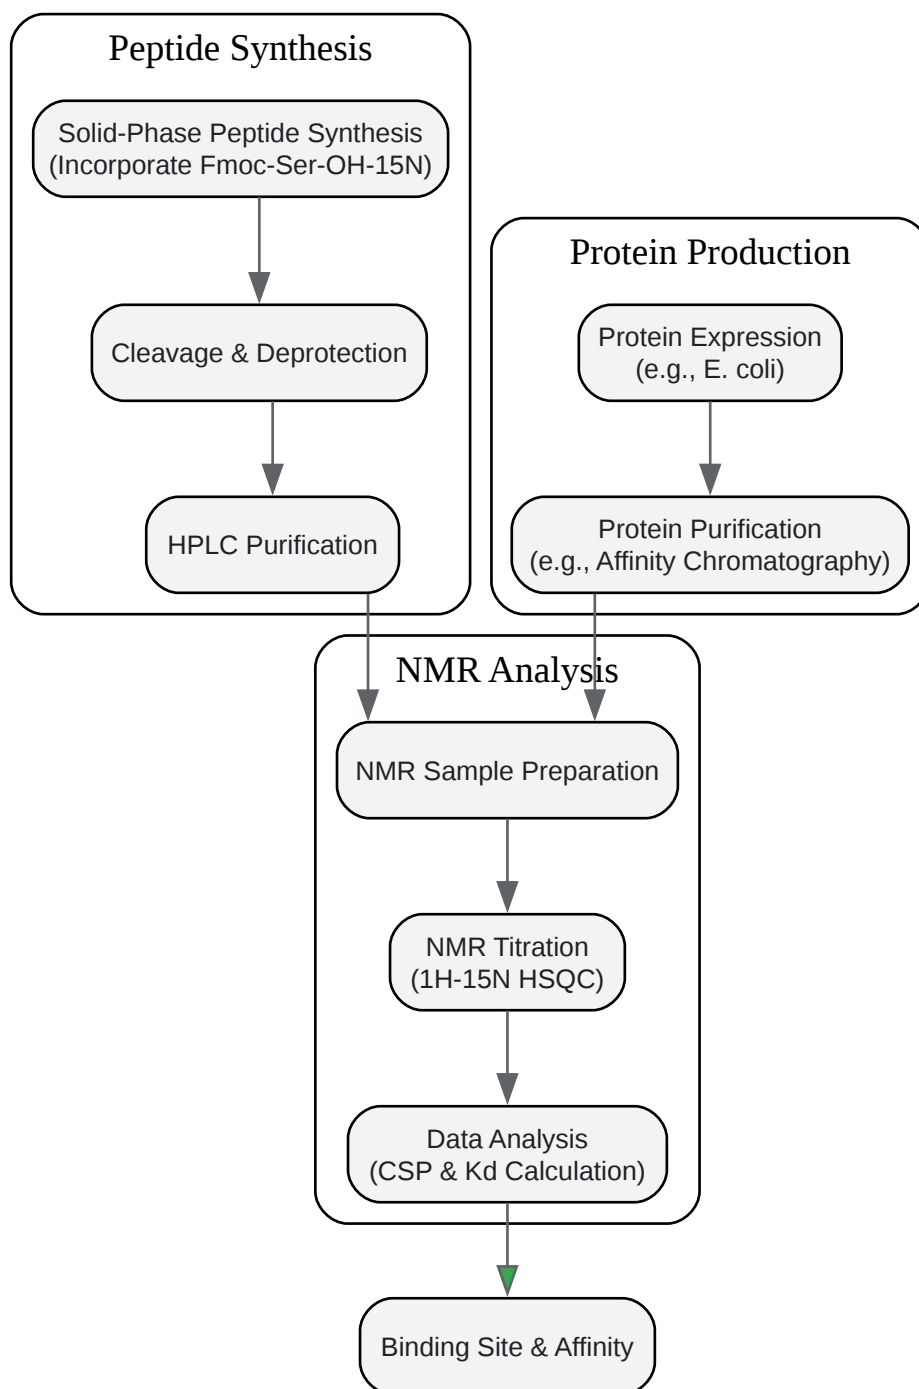 Peptide Synthesis
Solid-Phase Peptide Synthesis
(Incorporate Fmoc-Ser-OH-15N)
Cleavage & Deprotection
HPLC Purification
Protein Production
Protein Expression
(e.g., E. coli)
Protein Purification
(e.g., Affinity Chromatography)
NMR Analysis
NMR Sample Preparation
NMR Titration
(1H-15N HSQC)
Data Analysis
(CSP & Kd Calculation)
Binding Site & Affinity